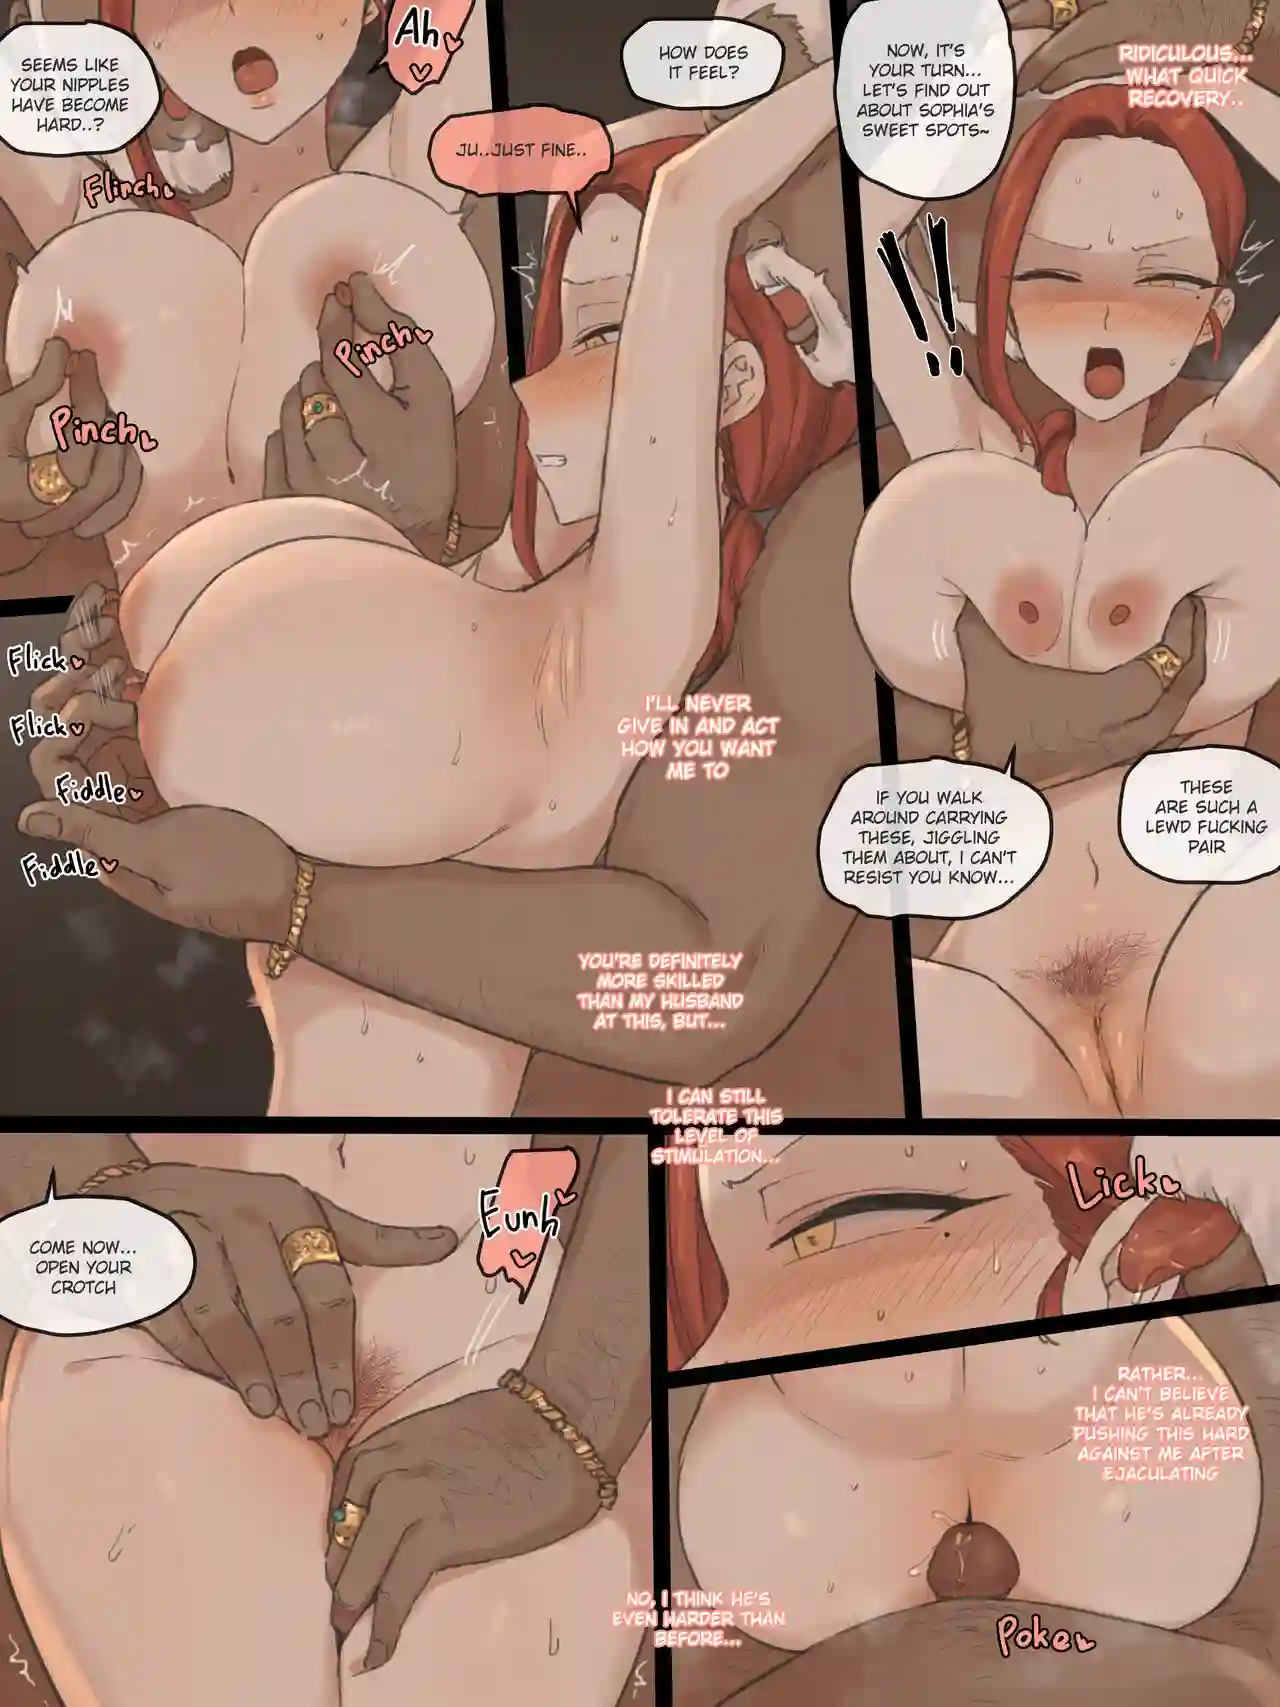 SEEMS LIKE
YOUR NIPPLES
HAVE BECOME
HARD..?
Ah
Flinch
Pinch
Pinch
HOW DOES
IT FEEL?
JU..JUST FINE..
NOW, IT'S
YOUR TURN...
LET'S FIND OUT
ABOUT SOPHIA'S
SWEET SPOTS~
RIDICULOUS...
WHAT QUICK
RECOVERY..
!!
Flick
Flick
Fiddle
Fiddle
I'LL NEVER
GIVE IN AND ACT
HOW YOU WANT
ME TO
IF YOU WALK
AROUND CARRYING
THESE, JIGGLING
THEM ABOUT, I CAN'T
RESIST YOU KNOW...
THESE
ARE SUCH A
LEWD FUCKING
PAIR
YOU'RE DEFINITELY
MORE SKILLED
THAN MY HUSBAND
AT THIS, BUT...
I CAN STILL
TOLERATE THIS
LEVEL OF
STIMULATION...
COME NOW...
OPEN YOUR
CROTCH
Eunh
Lick
RATHER...
I CAN'T BELIEVE
THAT HE'S ALREADY
PUSHING THIS HARD
AGAINST ME AFTER
EJACULATING
NO, I THINK HE'S
EVEN HARDER THAN
BEFORE...
Poke